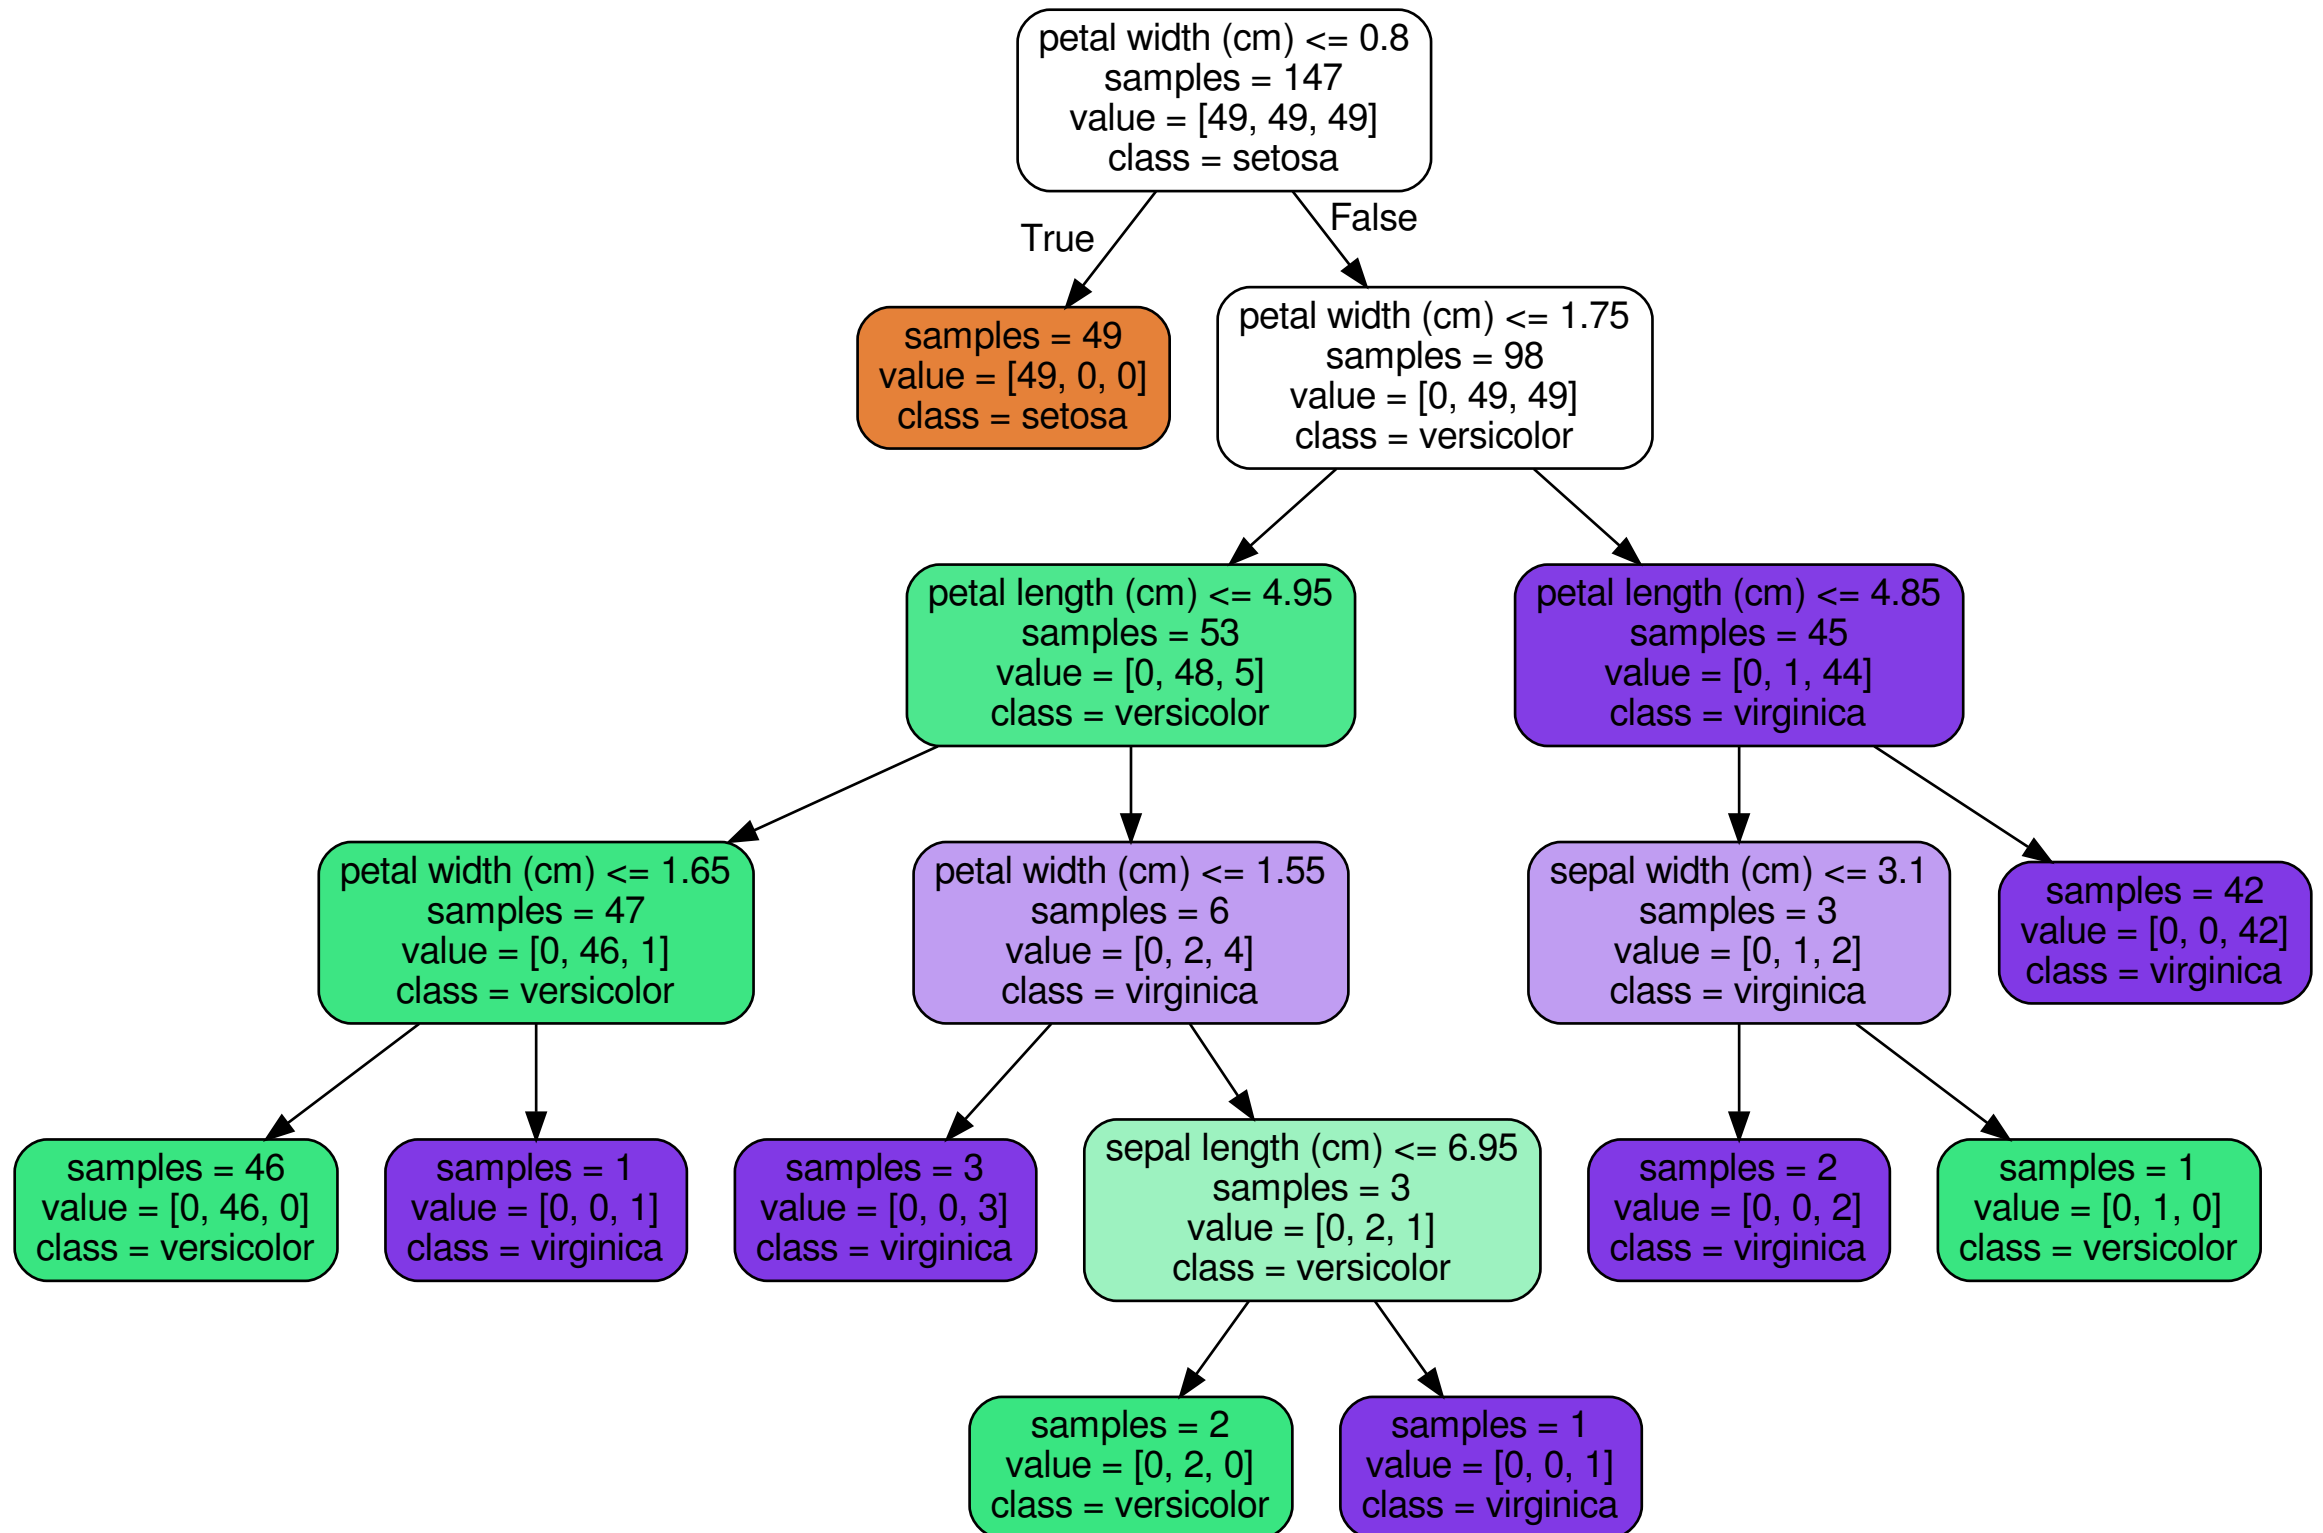 petal width (cm) <= 0.8
samples = 147
value = [49, 49, 49]
class = setosa
True
False
samples = 49
value = [49, 0, 0]
class = setosa
petal width (cm) <= 1.75
samples = 98
value = [0, 49, 49]
class = versicolor
petal length (cm) <= 4.95
samples = 53
value = [0, 48, 5]
class = versicolor
petal length (cm) <= 4.85
samples = 45
value = [0, 1, 44]
class = virginica
petal width (cm) <= 1.65
samples = 47
value = [0, 46, 1]
class = versicolor
petal width (cm) <= 1.55
samples = 6
value = [0, 2, 4]
class = virginica
sepal width (cm) <= 3.1
samples = 3
value = [0, 1, 2]
class = virginica
samples = 42
value = [0, 0, 42]
class = virginica
samples = 46
value = [0, 46, 0]
class = versicolor
samples = 1
value = [0, 0, 1]
class = virginica
samples = 3
value = [0, 0, 3]
class = virginica
sepal length (cm) <= 6.95
samples = 3
value = [0, 2, 1]
class = versicolor
samples = 2
value = [0, 0, 2]
class = virginica
samples = 1
value = [0, 1, 0]
class = versicolor
samples = 2
value = [0, 2, 0]
class = versicolor
samples = 1
value = [0, 0, 1]
class = virginica